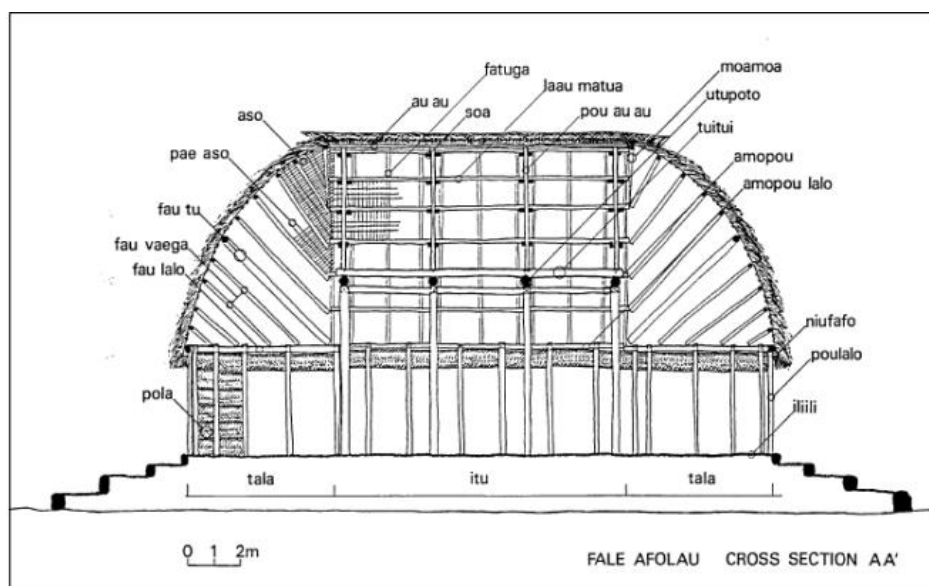 fatuga
laau matua
moamoa
utupoto
au au
soa
pou au au
tuitui
aso
pae aso
amopou
amopou lalo
fau tu
fau vaega
fau lalo
niufafo
poulalo
pola
iliili
tala
itu
tala
0 1 2m
FALE AFOLAU CROSS SECTION AA'